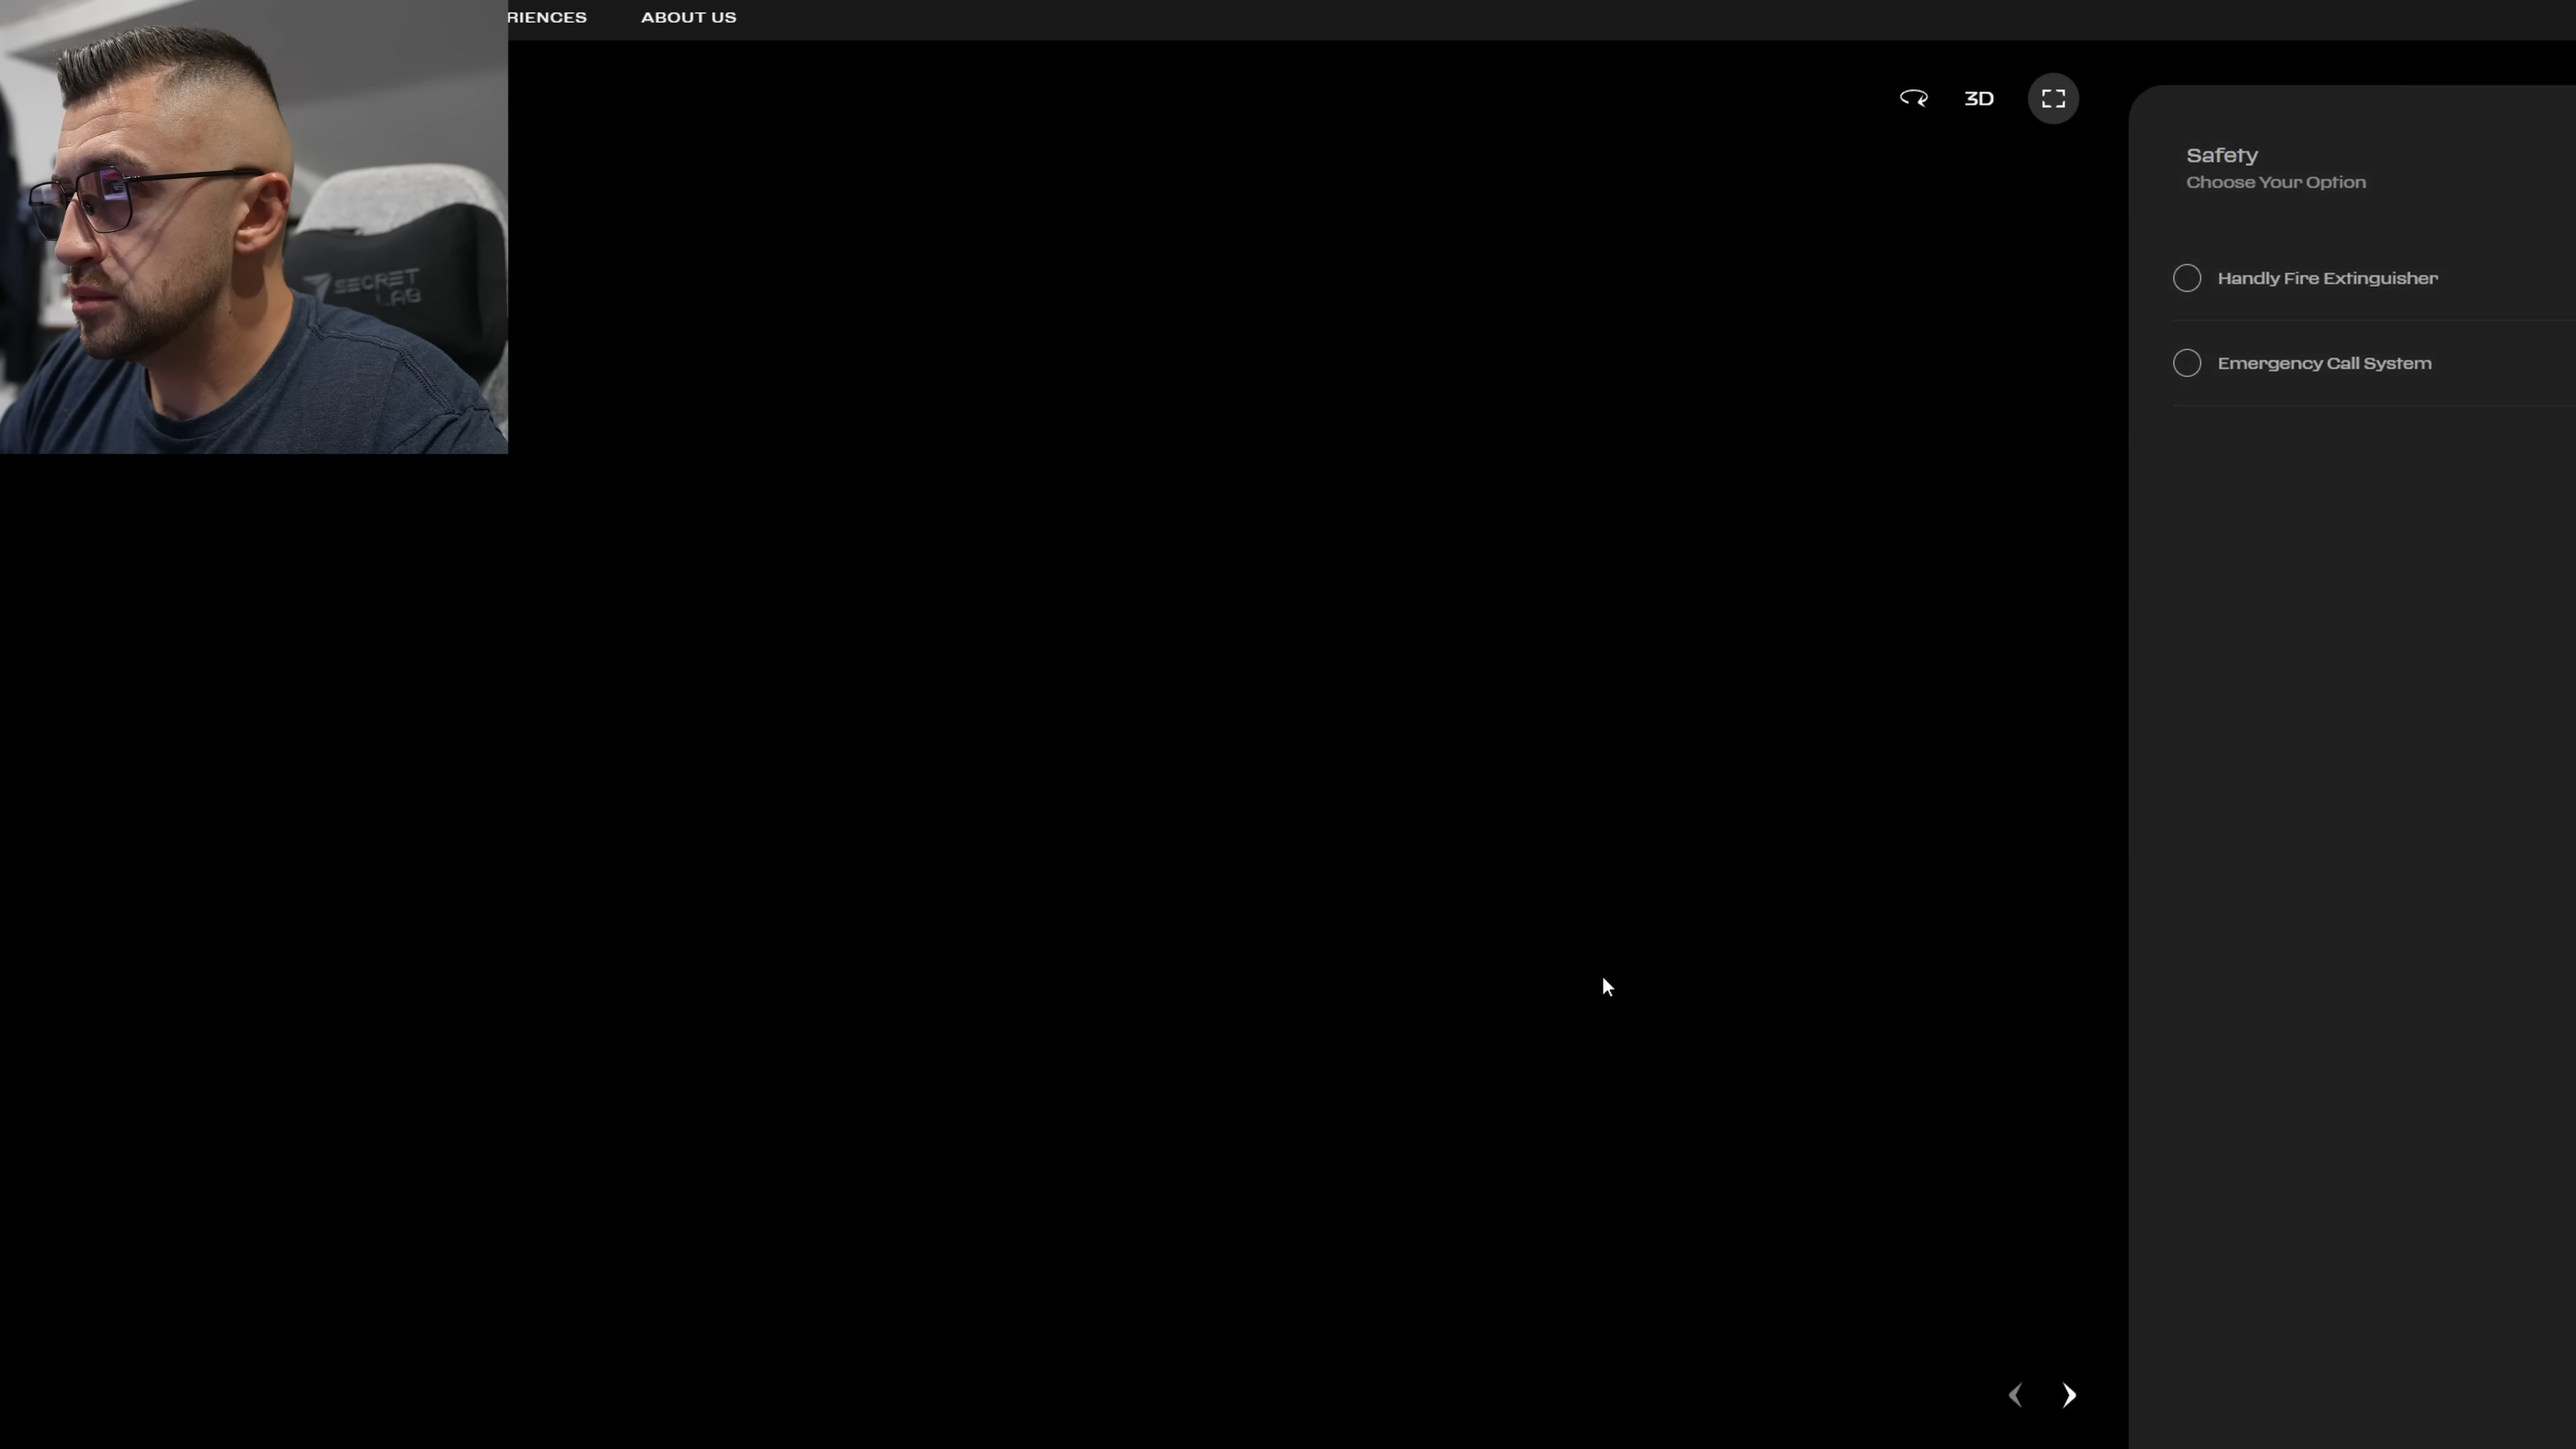 RIENCES ABOUT US
3D
Safety
Choose Your Option
Handly Fire Extinguisher
Emergency Call System
SECRET
LAB